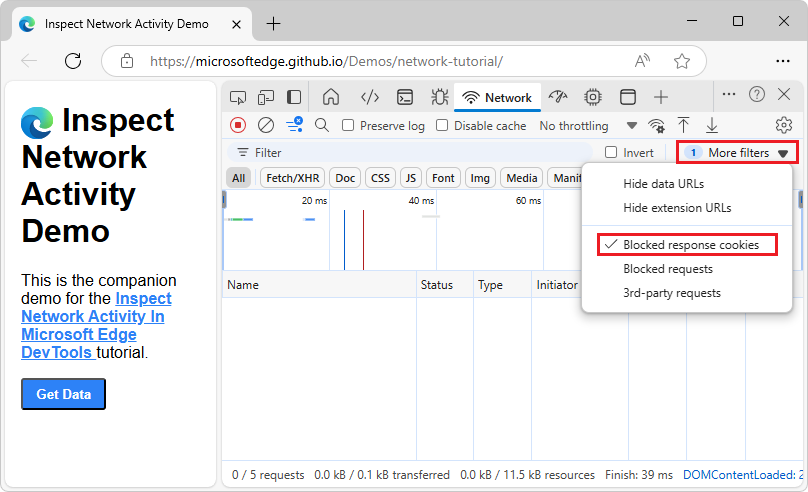 Inspect Network Activity Demo
https://microsoftedge.github.io/Demos/network-tutorial/
Inspect
Network
Activity
Demo
This is the companion
demo for the Inspect
Network Activity In
Microsoft Edge
DevTools tutorial.
Get Data
Network
Preserve log Disable cache No throttling
Filter Invert 1 More filters
All Fetch/XHR Doc CSS JS Font Img Media
20 ms 40 ms 60 ms
Hide data URLs
Hide extension URLs
Blocked response cookies
Blocked requests
3rd-party requests
Name Status Type Initiator
0 / 5 requests 0.0 kB / 0.1 kB transferred 0.0 kB / 11.5 kB resources Finish: 39 ms DOMContentLoaded: